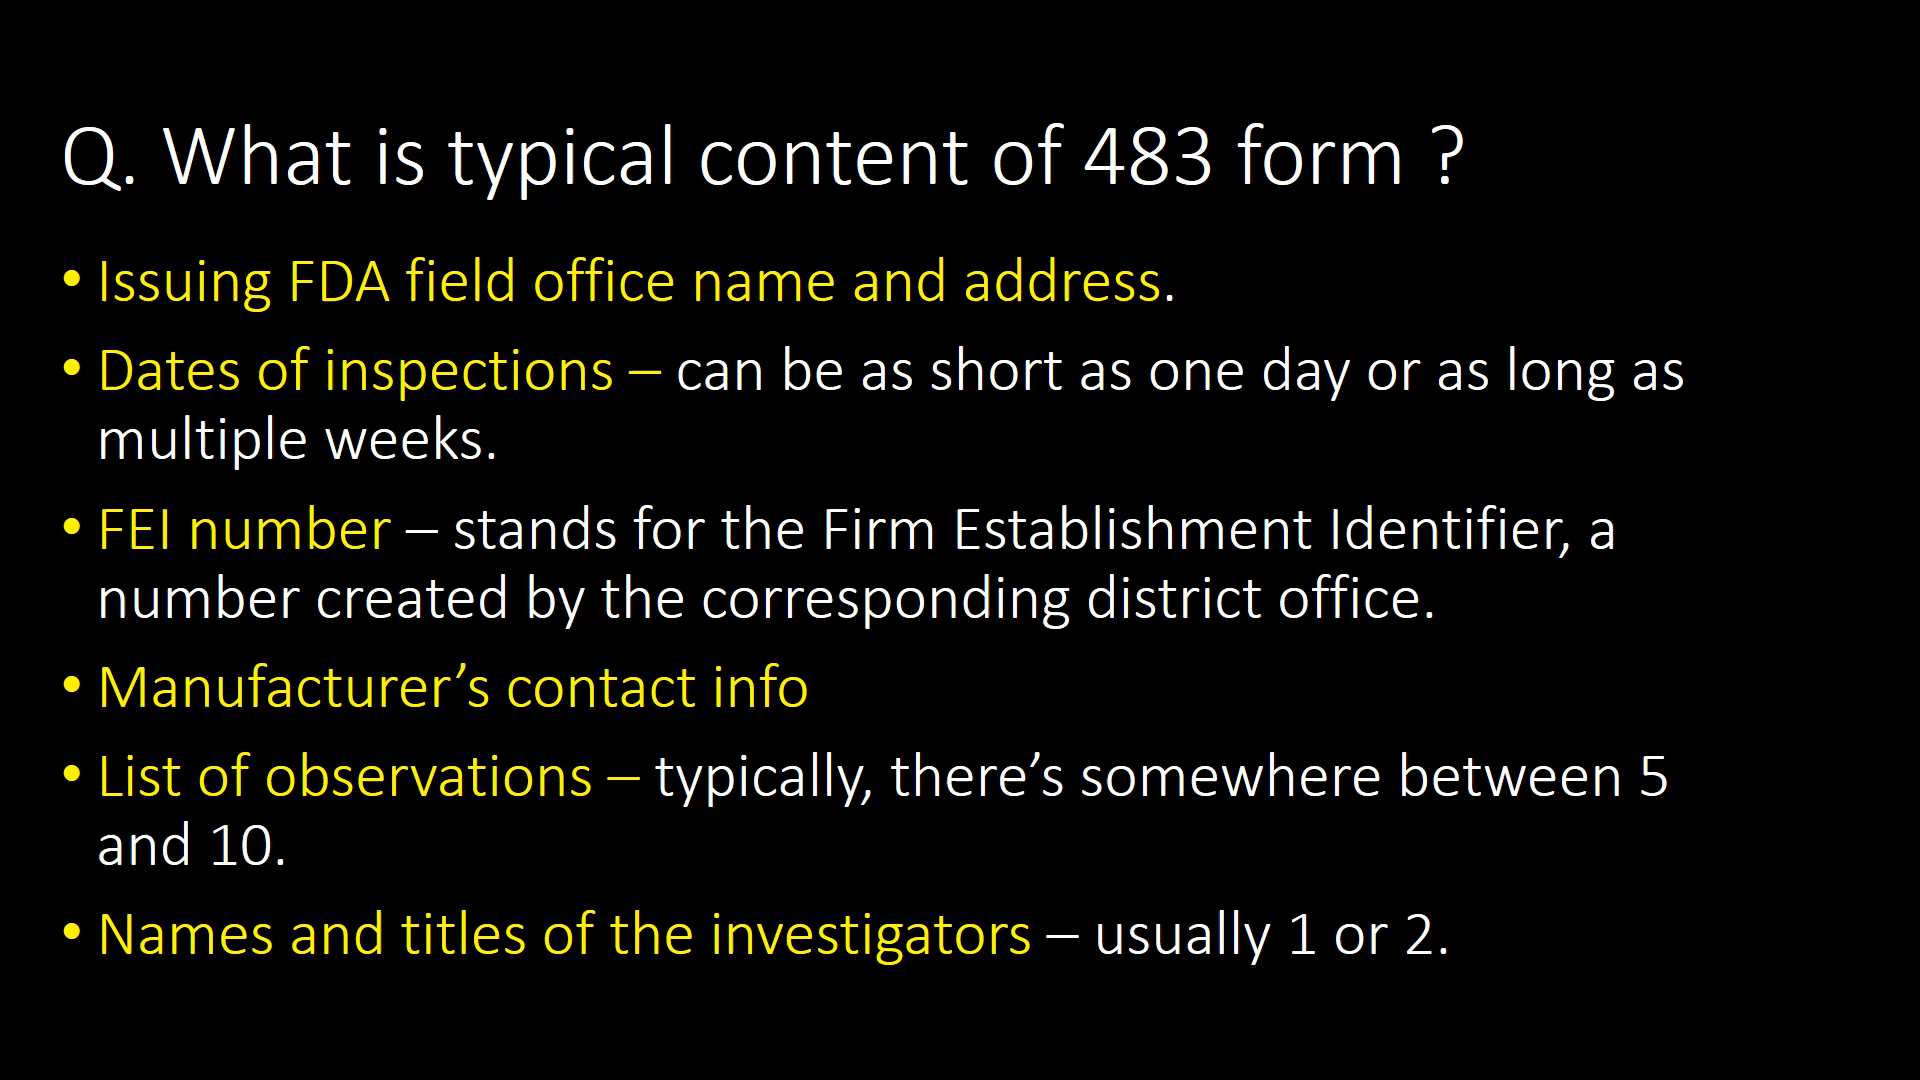 Q. What is typical content of 483 form ?
• Issuing FDA field office name and address.
• Dates of inspections – can be as short as one day or as long as
multiple weeks.
• FEI number – stands for the Firm Establishment Identifier, a
number created by the corresponding district office.
• Manufacturer’s contact info
• List of observations – typically, there’s somewhere between 5
and 10.
• Names and titles of the investigators – usually 1 or 2.